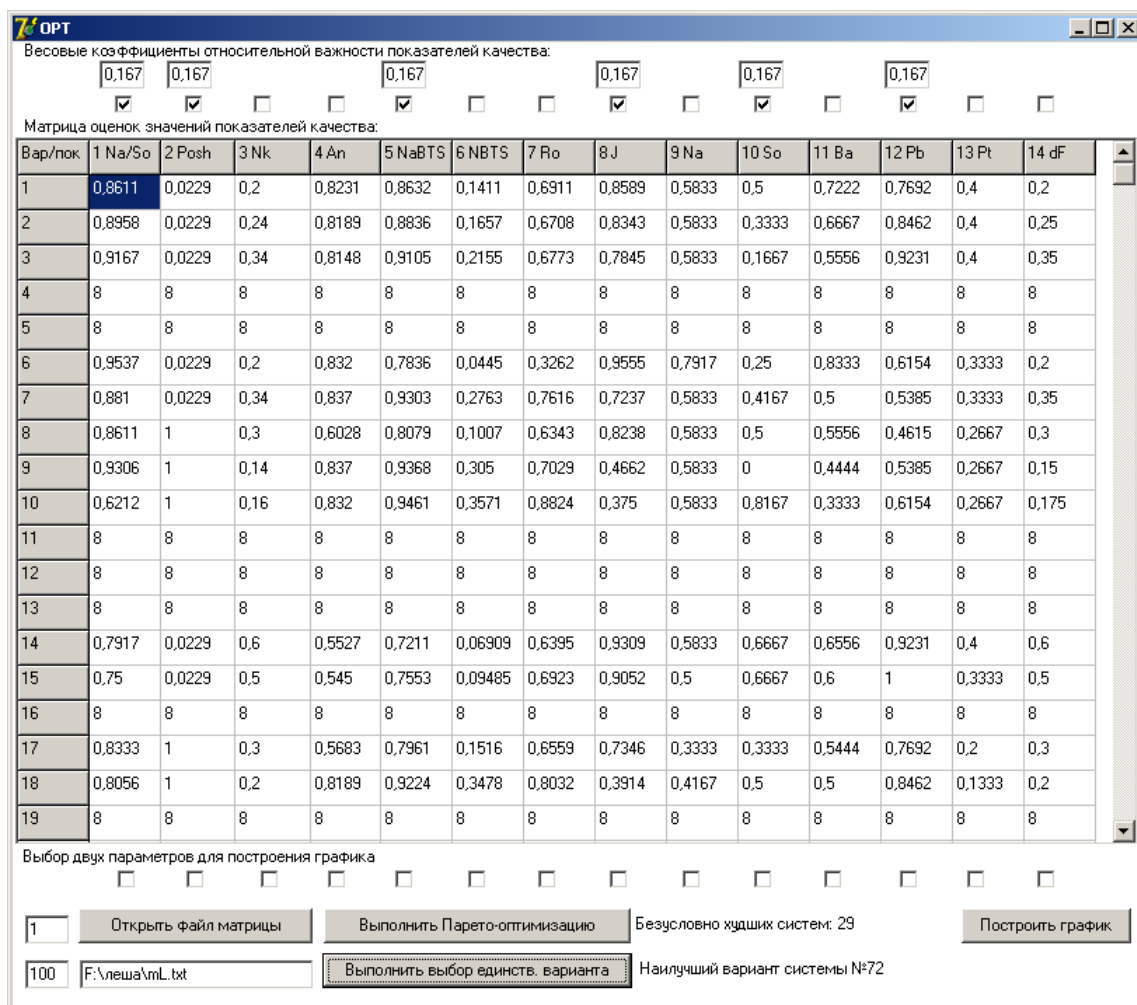 OPT
Весовые коэффициенты относительной важности показателей качества:
0,167 0,167 0,167 0,167 0,167 0,167
Матрица оценок значений показателей качества:
Вар/пок 1 Na/So 2 Posh 3 Nk 4 An 5 NaBTS 6 NBTS 7 Ro 8 J 9 Na 10 So 11 Ba 12 Pb 13 Pt 14 dF
1 0,8611 0,0229 0,2 0,8231 0,8632 0,1411 0,6911 0,8589 0,5833 0,5 0,7222 0,7692 0,4 0,2
2 0,8958 0,0229 0,24 0,8189 0,8836 0,1657 0,6708 0,8343 0,5833 0,3333 0,6667 0,8462 0,4 0,25
3 0,9167 0,0229 0,34 0,8148 0,9105 0,2155 0,6773 0,7845 0,5833 0,1667 0,5556 0,9231 0,4 0,35
4 8 8 8 8 8 8 8 8 8 8 8 8 8 8
5 8 8 8 8 8 8 8 8 8 8 8 8 8 8
6 0,9537 0,0229 0,2 0,832 0,7836 0,0445 0,3262 0,9555 0,7917 0,25 0,8333 0,6154 0,3333 0,2
7 0,881 0,0229 0,34 0,837 0,9303 0,2763 0,7616 0,7237 0,5833 0,4167 0,5 0,5385 0,3333 0,35
8 0,8611 1 0,3 0,6028 0,8079 0,1007 0,6343 0,8238 0,5833 0,5 0,5556 0,4615 0,2667 0,3
9 0,9306 1 0,14 0,837 0,9368 0,305 0,7029 0,4662 0,5833 0 0,4444 0,5385 0,2667 0,15
10 0,6212 1 0,16 0,832 0,9461 0,3571 0,8824 0,375 0,5833 0,8167 0,3333 0,6154 0,2667 0,175
11 8 8 8 8 8 8 8 8 8 8 8 8 8 8
12 8 8 8 8 8 8 8 8 8 8 8 8 8 8
13 8 8 8 8 8 8 8 8 8 8 8 8 8 8
14 0,7917 0,0229 0,6 0,5527 0,7211 0,06909 0,6395 0,9309 0,5833 0,6667 0,6556 0,9231 0,4 0,6
15 0,75 0,0229 0,5 0,545 0,7553 0,09485 0,6923 0,9052 0,5 0,6667 0,6 1 0,3333 0,5
16 8 8 8 8 8 8 8 8 8 8 8 8 8 8
17 0,8333 1 0,3 0,5683 0,7961 0,1516 0,6559 0,7346 0,3333 0,3333 0,5444 0,7692 0,2 0,3
18 0,8056 1 0,2 0,8189 0,9224 0,3478 0,8032 0,3914 0,4167 0,5 0,5 0,8462 0,1333 0,2
19 8 8 8 8 8 8 8 8 8 8 8 8 8 8
Выбор двух параметров для построения графика
1 Открыть файл матрицы Выполнить Парето-оптимизацию Безусловно худших систем: 29 Построить график
100 F:\леша\mL.txt Выполнить выбор единств. варианта Наилучший вариант системы №72